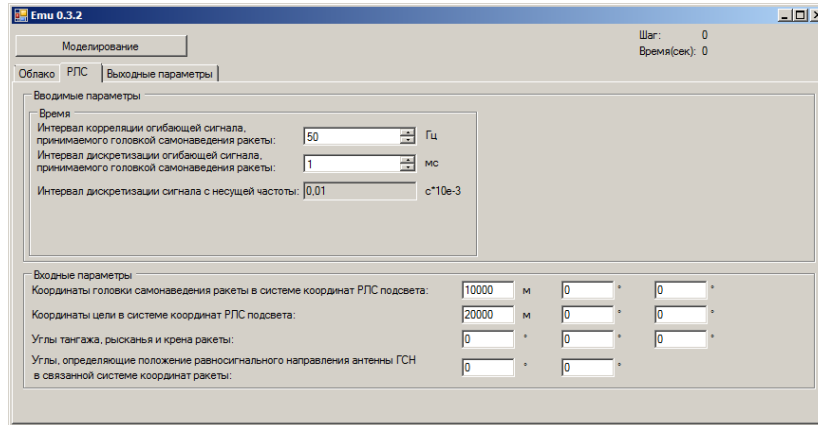 Emu 0.3.2
Моделирование
Шаг: 0
Время(сек): 0
Облако РЛС Выходные параметры
Вводимые параметры
Время
Интервал корреляции огибающей сигнала,
принимаемого головкой самонаведения ракеты: 50 Гц
Интервал дискретизации огибающей сигнала,
принимаемого головкой самонаведения ракеты: 1 мс
Интервал дискретизации сигнала с несущей частоты: 0,01 с*10е-3
Входные параметры
Координаты головки самонаведения ракеты в системе координат РЛС подсвета: 10000 м 0 ° 0 °
Координаты цели в системе координат РЛС подсвета: 20000 м 0 ° 0 °
Углы тангажа, рысканья и крена ракеты: 0 ° 0 ° 0 °
Углы, определяющие положение равносигнального направления антенны ГСН
в связанной системе координат ракеты: 0 ° 0 °